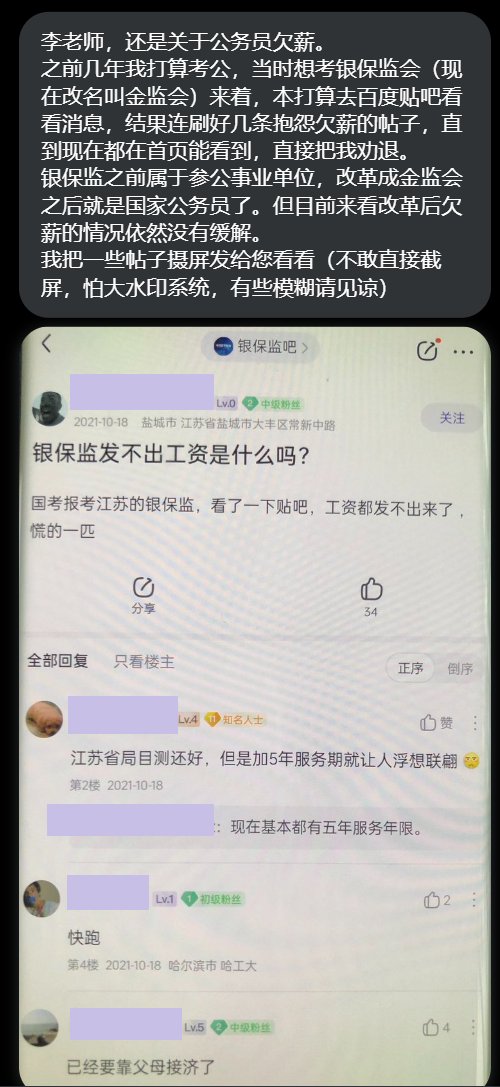 李老师，还是关于公务员欠薪。
之前几年我打算考公，当时想考银保监会（现
在改名叫金监会）来着，本打算去百度贴吧看
看消息，结果连刷好几条抱怨欠薪的帖子，直
到现在都在首页能看到，直接把我劝退。
银保监之前属于参公事业单位，改革成金监会
之后就是国家公务员了。但目前来看改革后欠
薪的情况依然没有缓解。
我把一些帖子摄屏发给您看看（不敢直接截
屏，怕大水印系统，有些模糊请见谅）
银保监吧
Lv.0 2 中级粉丝
2021-10-18 盐城市 江苏省盐城市大丰区常新中路
关注
银保监发不出工资是什么吗？
国考报考江苏的银保监，看了一下贴吧，工资都发不出来了，
慌的一匹
分享
34
全部回复 只看楼主
正序 倒序
Lv.4 11 知名人士
赞
江苏省局目测还好，但是加5年服务期就让人浮想联翩
第2楼 2021-10-18
：现在基本都有五年服务年限。
Lv.1 1 初级粉丝
2
快跑
第4楼 2021-10-18 哈尔滨市 哈工大
Lv.5 2 中级粉丝
4
已经要靠父母接济了